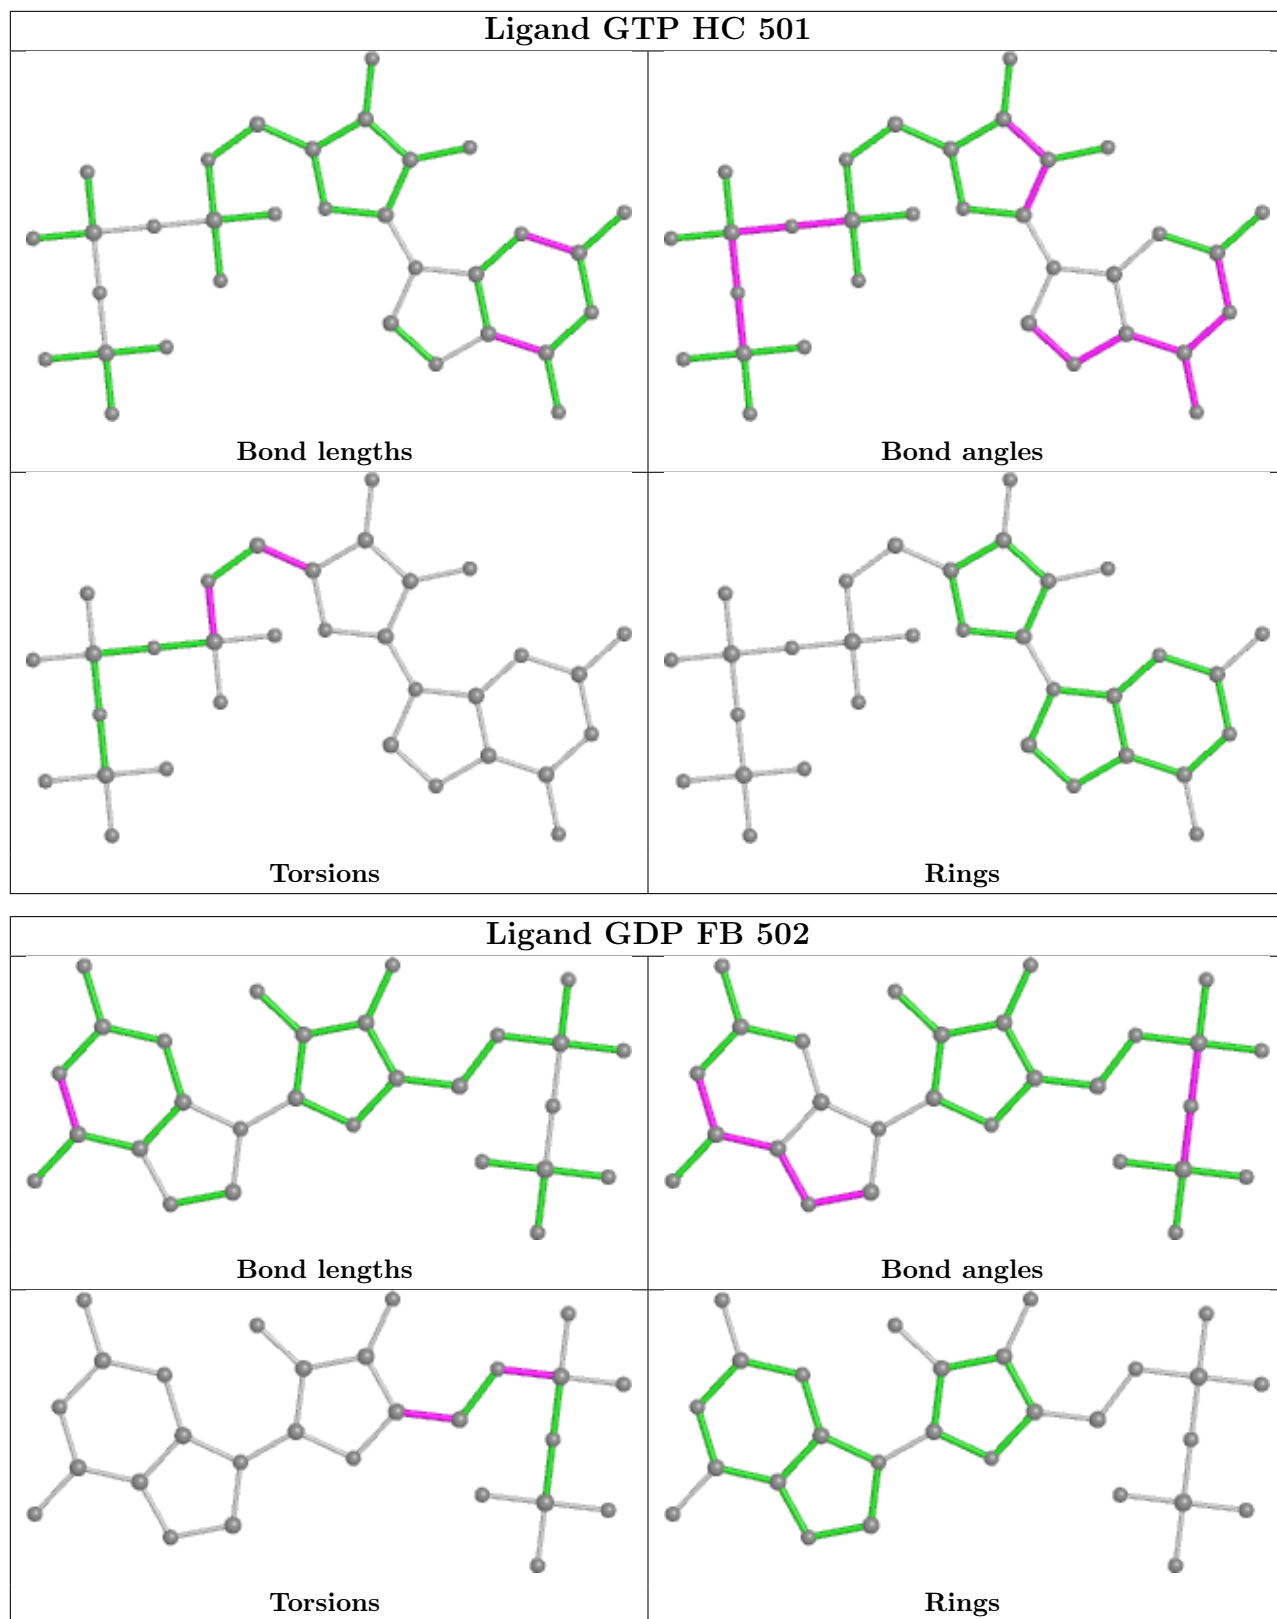 Ligand GTP HC 501
Bond lengths
Bond angles
Torsions
Rings
Ligand GDP FB 502
Bond lengths
Bond angles
Torsions
Rings